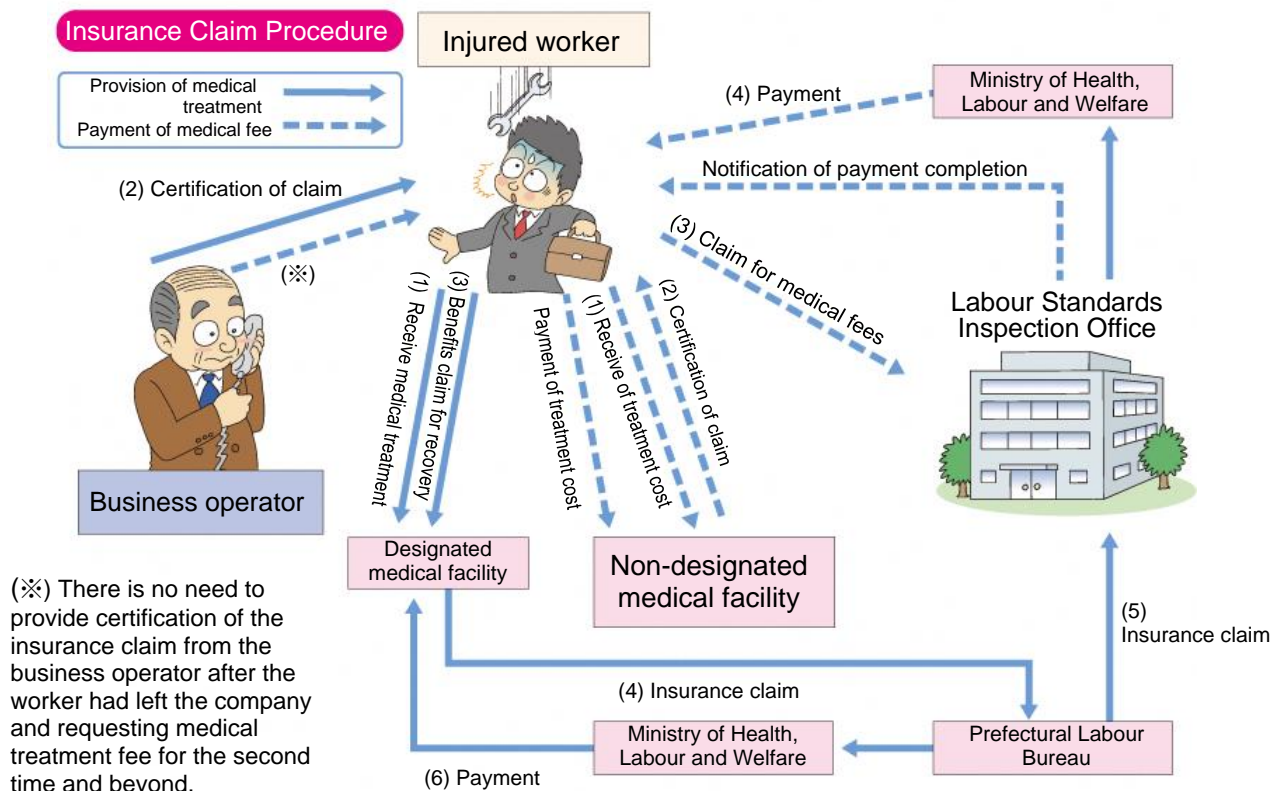 Insurance Claim Procedure
Injured worker
Provision of medical
treatment
Payment of medical fee
(4) Payment
Ministry of Health,
Labour and Welfare
Notification of payment completion
(2) Certification of claim
(※)
(3) Claim for medical fees
Labour Standards
Inspection Office
(1) Receive medical treatment
(3) Benefits claim for recovery
Payment of treatment cost
(1) Receive of treatment cost
(2) Certification of claim
Business operator
Designated
medical facility
Non-designated
medical facility
(※) There is no need to
provide certification of the
insurance claim from the
business operator after the
worker had left the company
and requesting medical
treatment fee for the second
time and beyond.
(5)
Insurance claim
(4) Insurance claim
Ministry of Health,
Labour and Welfare
Prefectural Labour
Bureau
(6) Payment